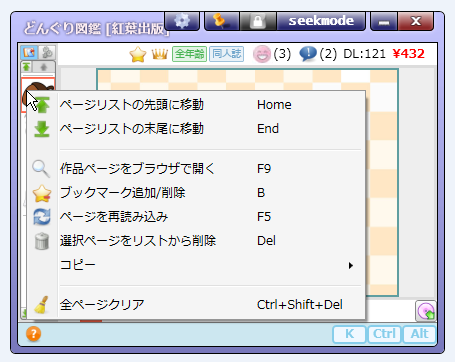 どんぐり図鑑 [紅葉出版]
seekmode
全年齢 同人誌 (3) (2) DL:121 ¥432
ページリストの先頭に移動 Home
ページリストの末尾に移動 End
作品ページをブラウザで開く F9
ブックマーク追加/削除 B
ページを再読み込み F5
選択ページをリストから削除 Del
コピー
全ページクリア Ctrl+Shift+Del
? K Ctrl Alt